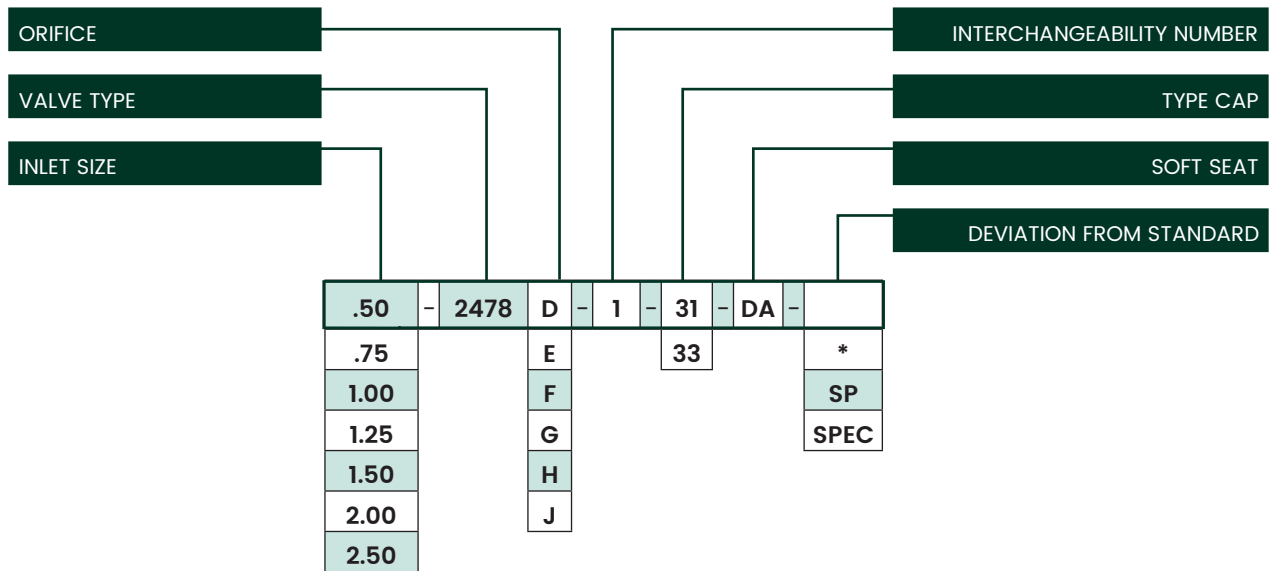 ORIFICE
INTERCHANGEABILITY NUMBER
VALVE TYPE
TYPE CAP
INLET SIZE
SOFT SEAT
DEVIATION FROM STANDARD
.50 - 2478 D - 1 - 31 - DA -
.75 E 33 *
1.00 F SP
1.25 G SPEC
1.50 H
2.00 J
2.50